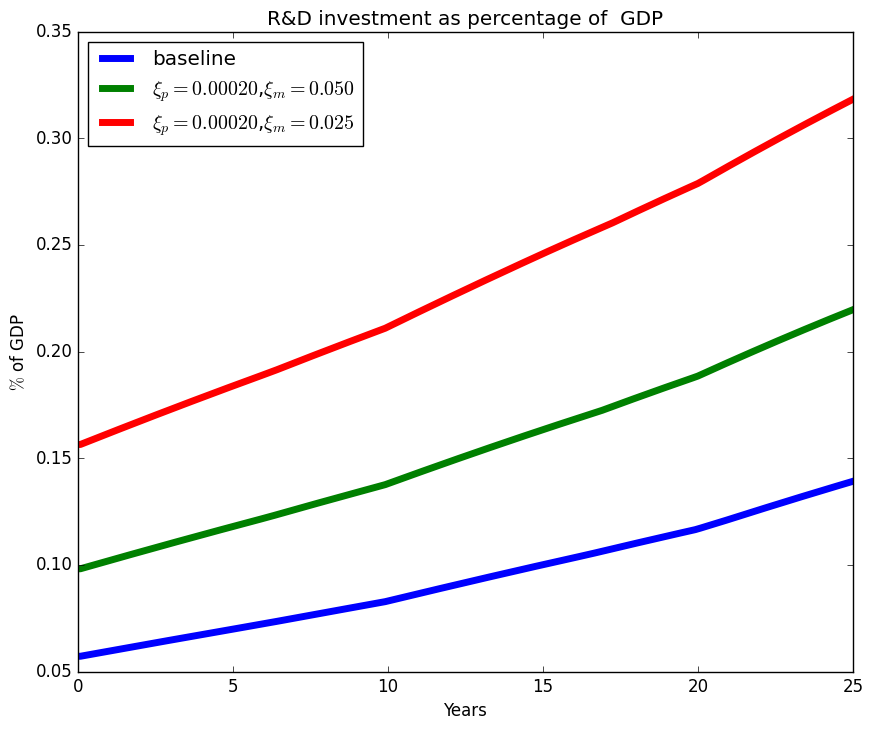 R&D investment as percentage of  GDP
baseline
ξp = 0.00020,ξm = 0.050
ξp = 0.00020,ξm = 0.025
0.35
0.30
0.25
0.20
0.15
0.10
0.05
% of GDP
0 5 10 15 20 25
Years